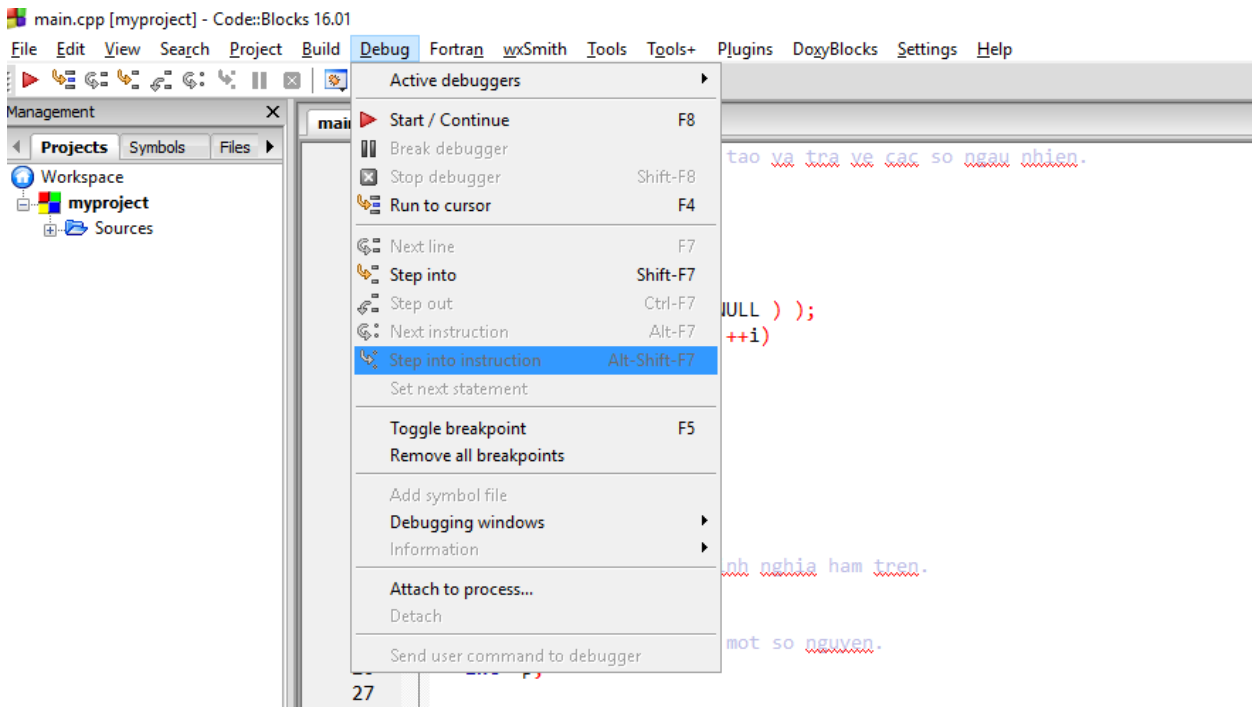 main.cpp [myproject] - Code::Blocks 16.01
File Edit View Search Project Build Debug Fortran wxSmith Tools Tools+ Plugins DoxyBlocks Settings Help
Management
Projects Symbols Files
Workspace
myproject
Sources
Active debuggers
Start / Continue F8
Break debugger
Stop debugger Shift-F8
Run to cursor F4
Next line F7
Step into Shift-F7
Step out Ctrl-F7
Next instruction Alt-F7
Step into instruction Alt-Shift-F7
Set next statement
Toggle breakpoint F5
Remove all breakpoints
Add symbol file
Debugging windows
Information
Attach to process...
Detach
Send user command to debugger
tao va tra ve cac so ngau nhien.
NULL ) );
++i)
nh nghia ham tren.
mot so nguyen.
27